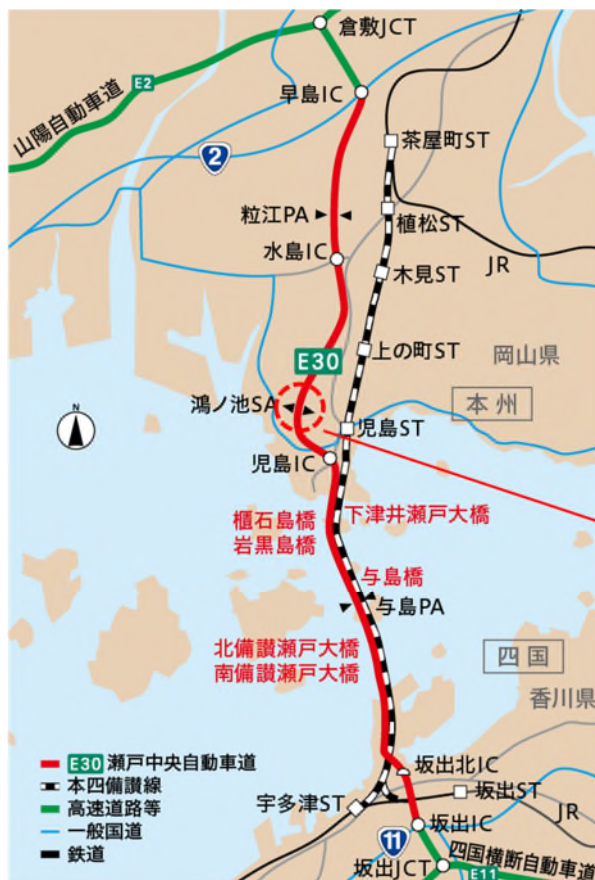 倉敷JCT
E2
山陽自動車道
早島IC
茶屋町ST
2
粒江PA
植松ST
水島IC
JR
木見ST
E30
上の町ST
岡山県
鴻ノ池SA
本州
N
児島ST
児島IC
櫃石島橋
岩黒島橋
下津井瀬戸大橋
与島橋
与島PA
北備讃瀬戸大橋
南備讃瀬戸大橋
四国
香川県
E30 瀬戸中央自動車道
本四備讃線
高速道路等
一般国道
鉄道
坂出北IC
宇多津ST
坂出ST
JR
11
坂出IC
坂出JCT
四国横断自動車道
E11